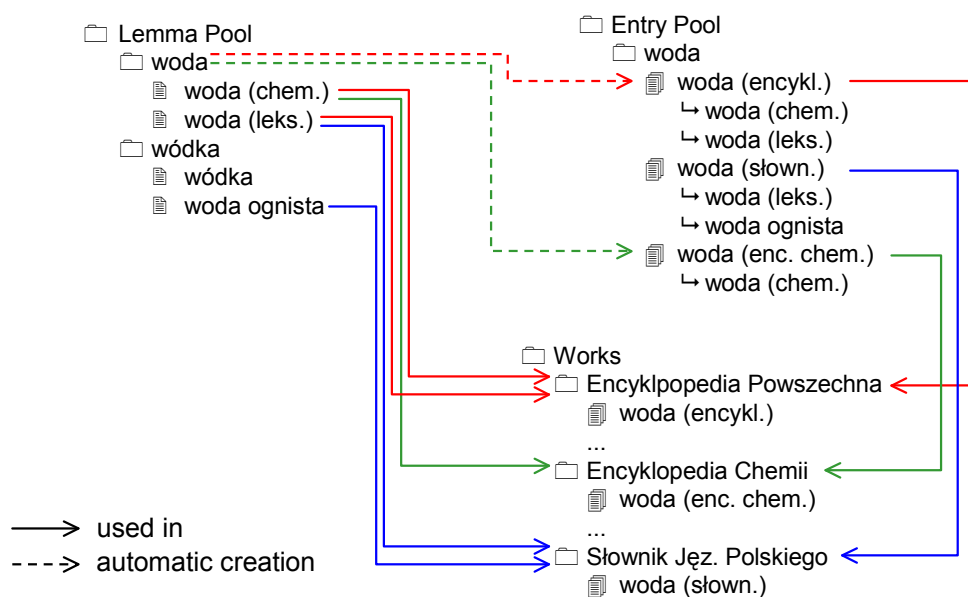 Lemma Pool
woda
woda (chem.)
woda (leks.)
wódka
wódka
woda ognista
Entry Pool
woda
woda (encykl.)
woda (chem.)
woda (leks.)
woda (słown.)
woda (leks.)
woda ognista
woda (enc. chem.)
woda (chem.)
Works
Encyklpopedia Powszechna
woda (encykl.)
...
Encyklopedia Chemii
woda (enc. chem.)
...
Słownik Jęz. Polskiego
woda (słown.)
used in
automatic creation